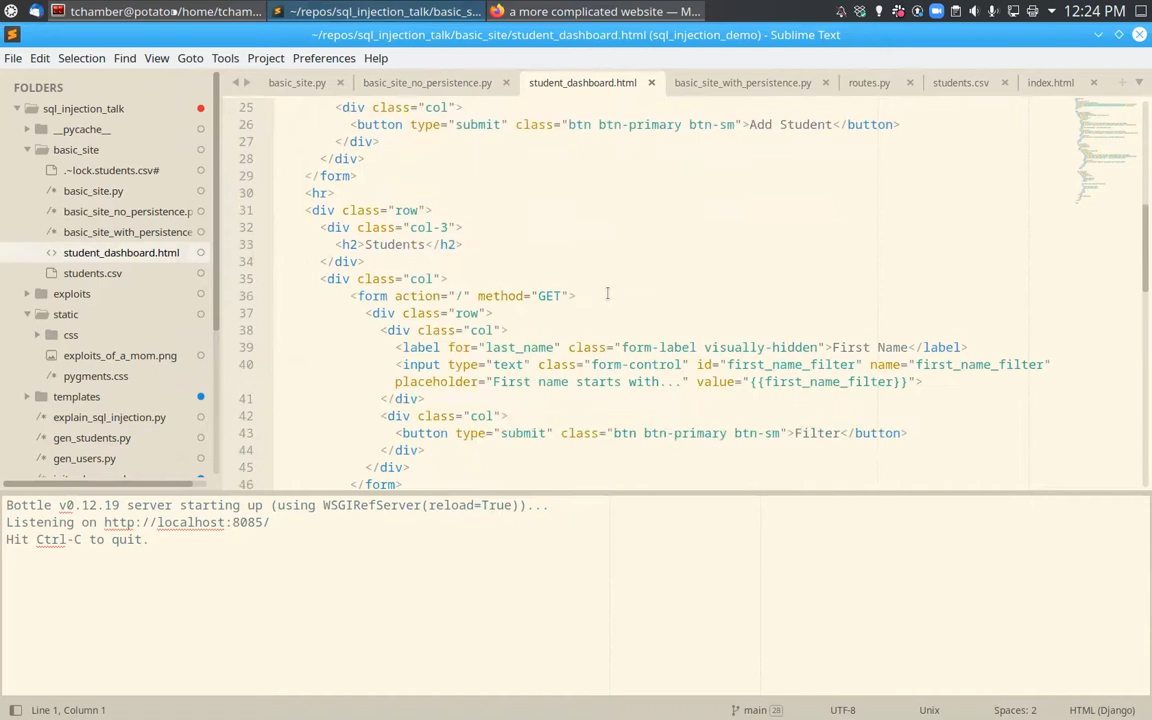 tchamber@potato:/home/tcham...
~/repos/sql_injection_talk/basic_s...
a more complicated website — M...
12:24 PM
~/repos/sql_injection_talk/basic_site/student_dashboard.html (sql_injection_demo) - Sublime Text
File Edit Selection Find View Goto Tools Project Preferences Help
FOLDERS
sql_injection_talk
__pycache__
basic_site
.~lock.students.csv#
basic_site.py
basic_site_no_persistence.p
basic_site_with_persistence
student_dashboard.html
students.csv
exploits
static
css
exploits_of_a_mom.png
pygments.css
templates
explain_sql_injection.py
gen_students.py
gen_users.py
basic_site.py basic_site_no_persistence.py student_dashboard.html basic_site_with_persistence.py routes.py students.csv index.html
25 <div class="col">
26 <button type="submit" class="btn btn-primary btn-sm">Add Student</button>
27 </div>
28 </div>
29 </form>
30 <hr>
31 <div class="row">
32 <div class="col-3">
33 <h2>Students</h2>
34 </div>
35 <div class="col">
36 <form action="/" method="GET">
37 <div class="row">
38 <div class="col">
39 <label for="last_name" class="form-label visually-hidden">First Name</label>
40 <input type="text" class="form-control" id="first_name_filter" name="first_name_filter"
placeholder="First name starts with..." value="{{first_name_filter}}">
41 </div>
42 <div class="col">
43 <button type="submit" class="btn btn-primary btn-sm">Filter</button>
44 </div>
45 </div>
46 </form>
Bottle v0.12.19 server starting up (using WSGIRefServer(reload=True))...
Listening on http://localhost:8085/
Hit Ctrl-C to quit.
Line 1, Column 1
main 28
UTF-8
Unix
Spaces: 2
HTML (Django)